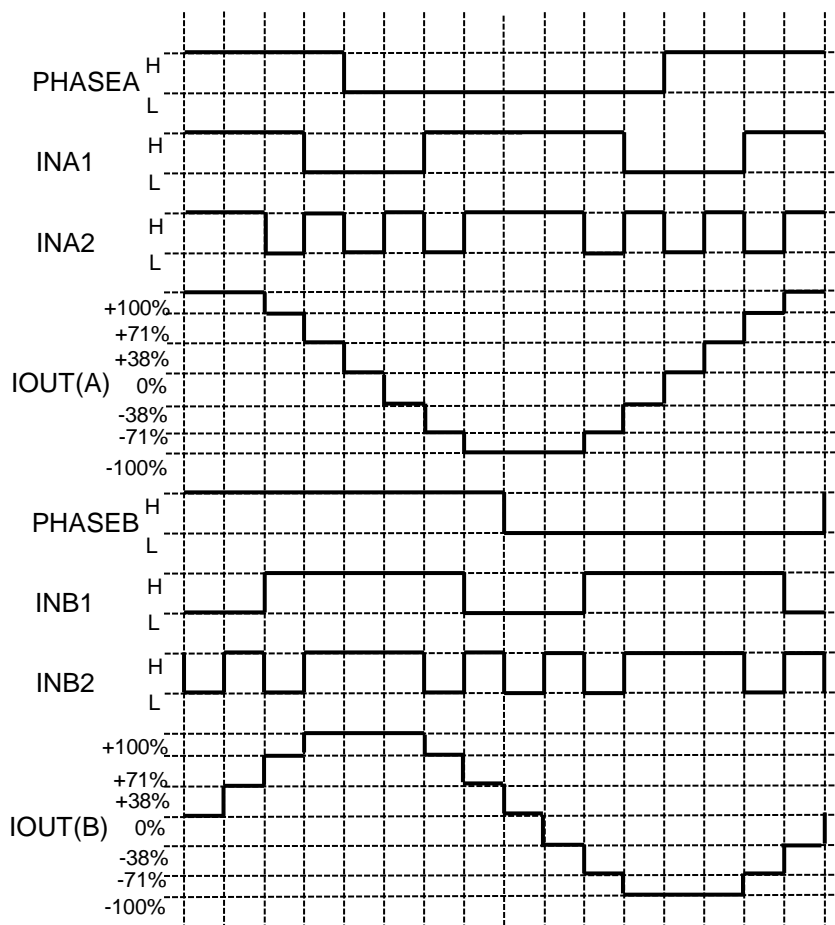 PHASEA
H
L
INA1
H
L
INA2
H
L
IOUT(A)
+100%
+71%
+38%
0%
-38%
-71%
-100%
PHASEB
H
L
INB1
H
L
INB2
H
L
IOUT(B)
+100%
+71%
+38%
0%
-38%
-71%
-100%